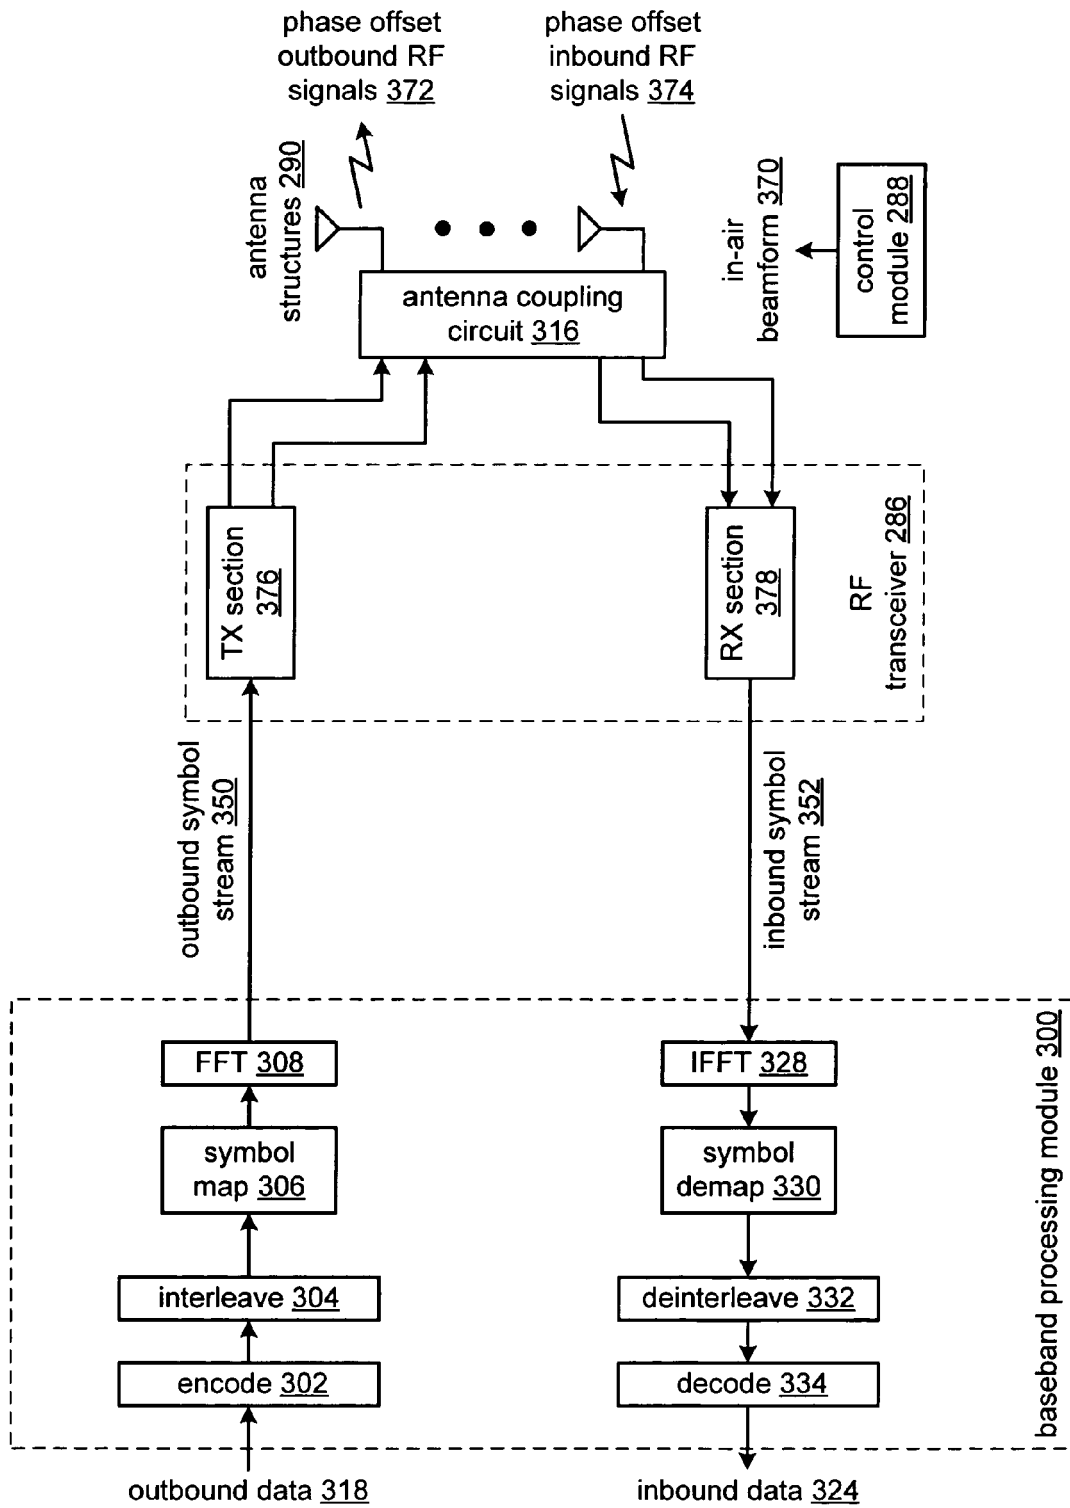 phase offset
outbound RF
signals 372
phase offset
inbound RF
signals 374
antenna
structures 290
antenna coupling
circuit 316
in-air
beamform 370
control
module 288
TX section
376
RX section
378
RF
transceiver 286
outbound symbol
stream 350
inbound symbol
stream 352
FFT 308
IFFT 328
symbol
map 306
symbol
demap 330
interleave 304
deinterleave 332
encode 302
decode 334
baseband processing module 300
outbound data 318
inbound data 324